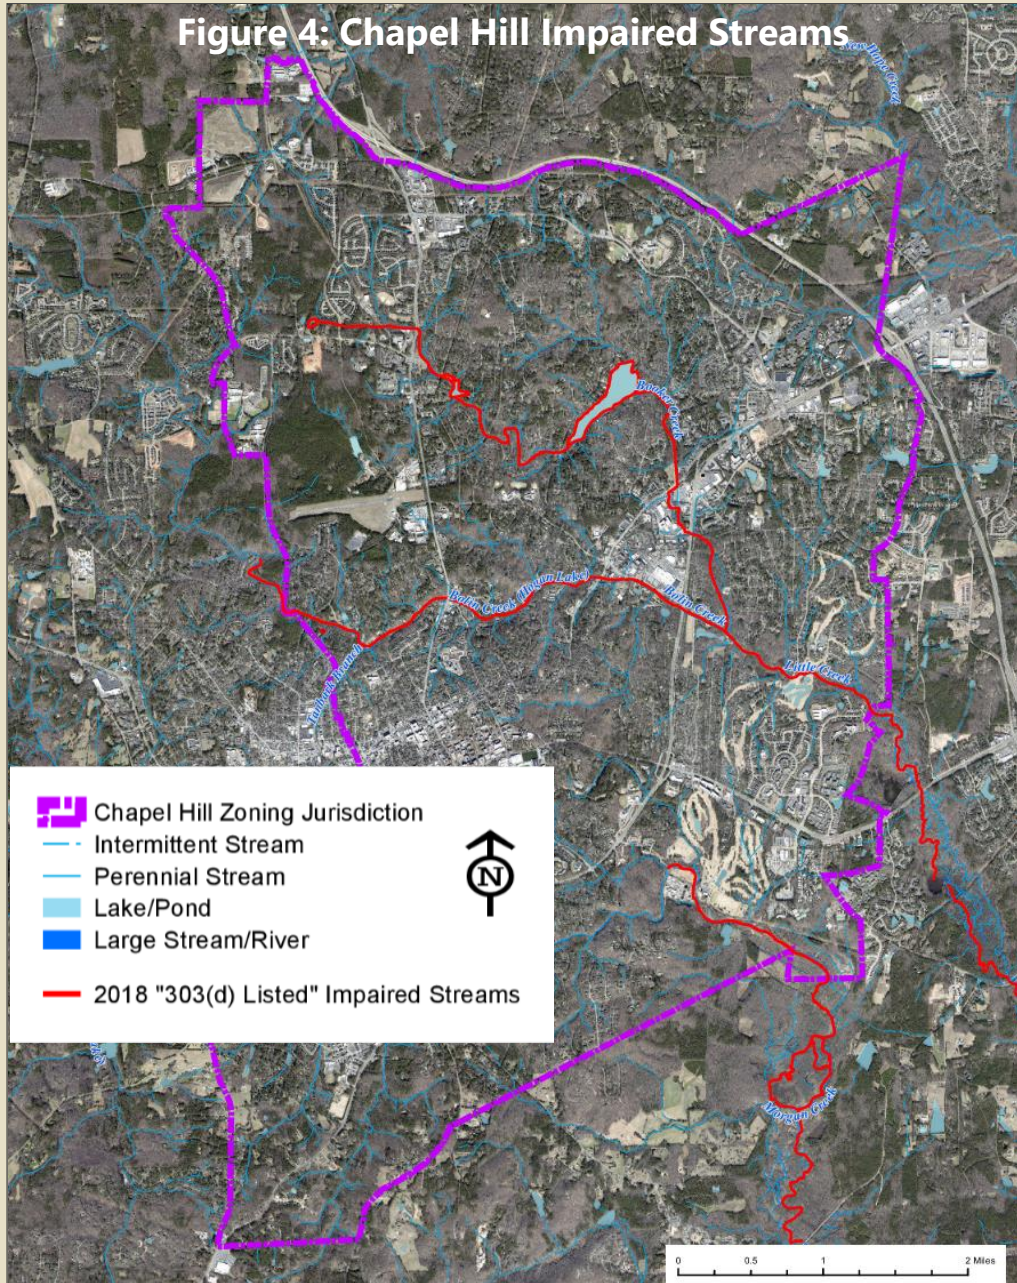 Figure 4: Chapel Hill Impaired Streams
New Hope Creek
Booker Creek
Bolin Creek (Hogan Lake)
Bolin Creek
Tanbark Branch
Little Creek
Chapel Hill Zoning Jurisdiction
Intermittent Stream
Perennial Stream
Lake/Pond
Large Stream/River
2018 "303(d) Listed" Impaired Streams
N
Morgan Creek
0 0.5 1 2 Miles